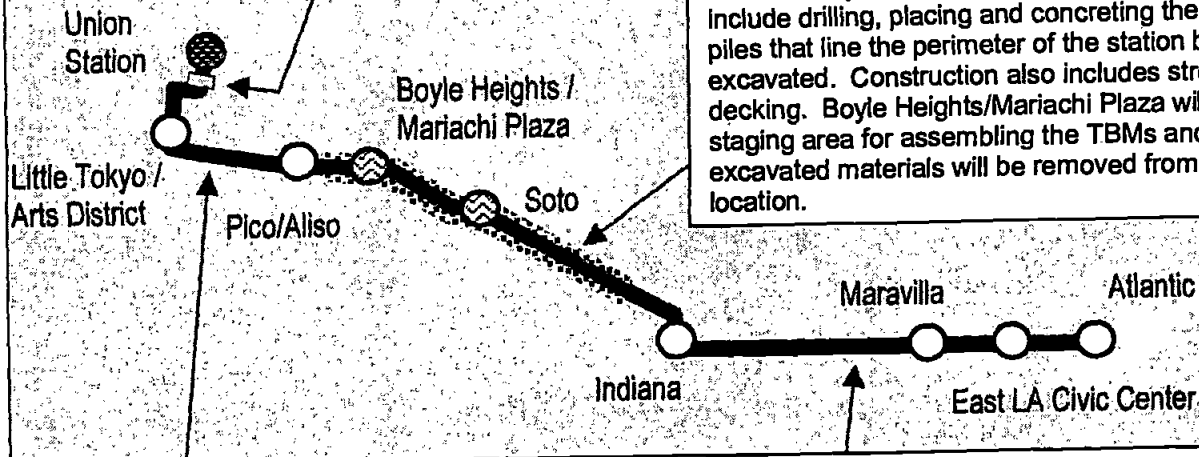 include drilling, placing and concreting the
piles that line the perimeter of the station b
excavated. Construction also includes str
decking. Boyle Heights/Mariachi Plaza wil
staging area for assembling the TBMs and
excavated materials will be removed from
location.
Union
Station
Boyle Heights /
Mariachi Plaza
Little Tokyo /
Arts District
Pico/Aliso
Soto
Maravilla
Atlantic
Indiana
East LA Civic Center